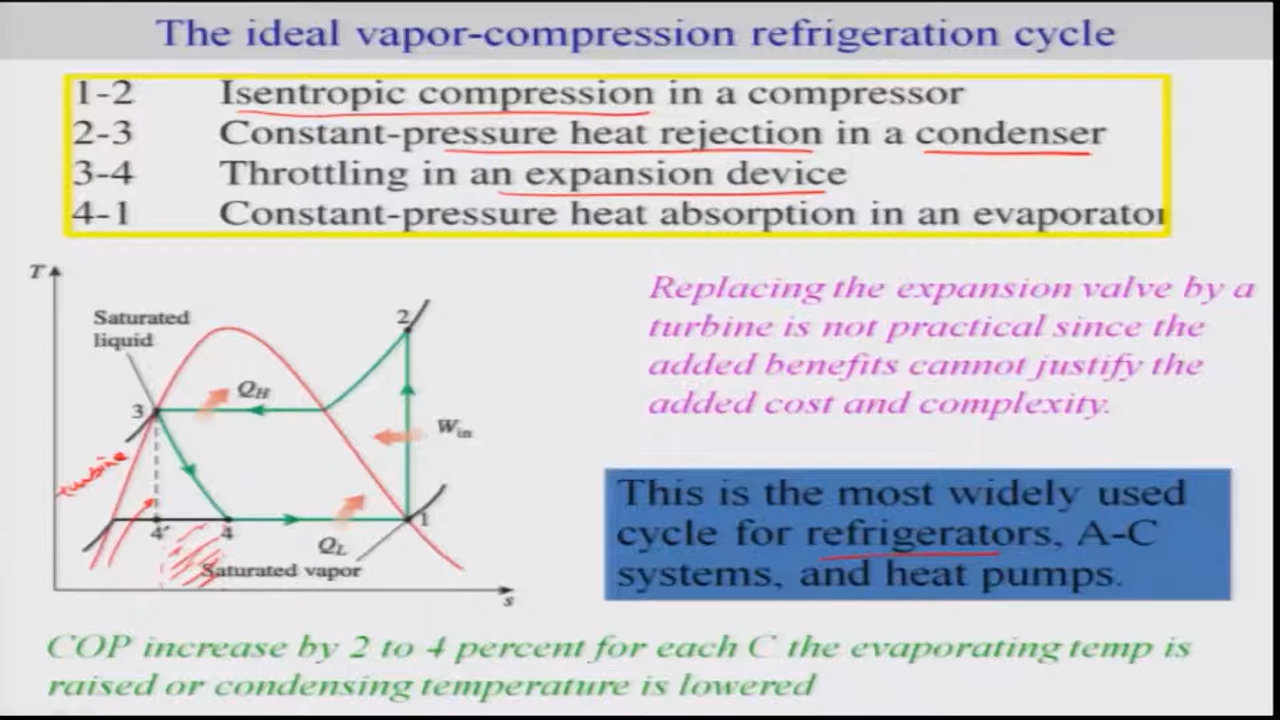 The ideal vapor-compression refrigeration cycle
1-2 Isentropic compression in a compressor
2-3 Constant-pressure heat rejection in a condenser
3-4 Throttling in an expansion device
4-1 Constant-pressure heat absorption in an evaporator
T
Saturated
liquid
2
3
QH
Win
turbine
4'
4
1
QL
Saturated vapor
s
Replacing the expansion valve by a
turbine is not practical since the
added benefits cannot justify the
added cost and complexity.
This is the most widely used
cycle for refrigerators, A-C
systems, and heat pumps.
COP increase by 2 to 4 percent for each C the evaporating temp is
raised or condensing temperature is lowered